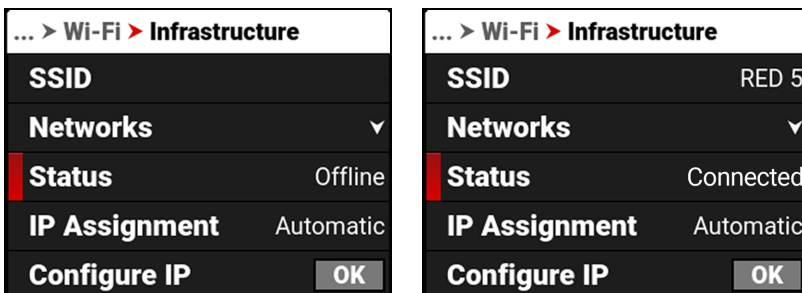 ... > Wi-Fi > Infrastructure
SSID
Networks
Status Offline
IP Assignment Automatic
Configure IP OK
... > Wi-Fi > Infrastructure
SSID RED 5
Networks
Status Connected
IP Assignment Automatic
Configure IP OK